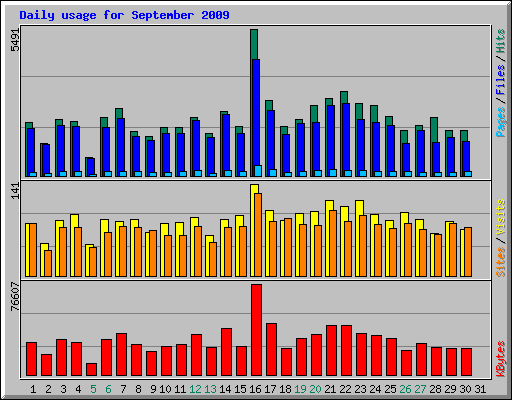 Daily usage for September 2009
5491
Pages / Files / Hits
141
Sites / Visits
76607
KBytes
1 2 3 4 5 6 7 8 9 10 11 12 13 14 15 16 17 18 19 20 21 22 23 24 25 26 27 28 29 30 31